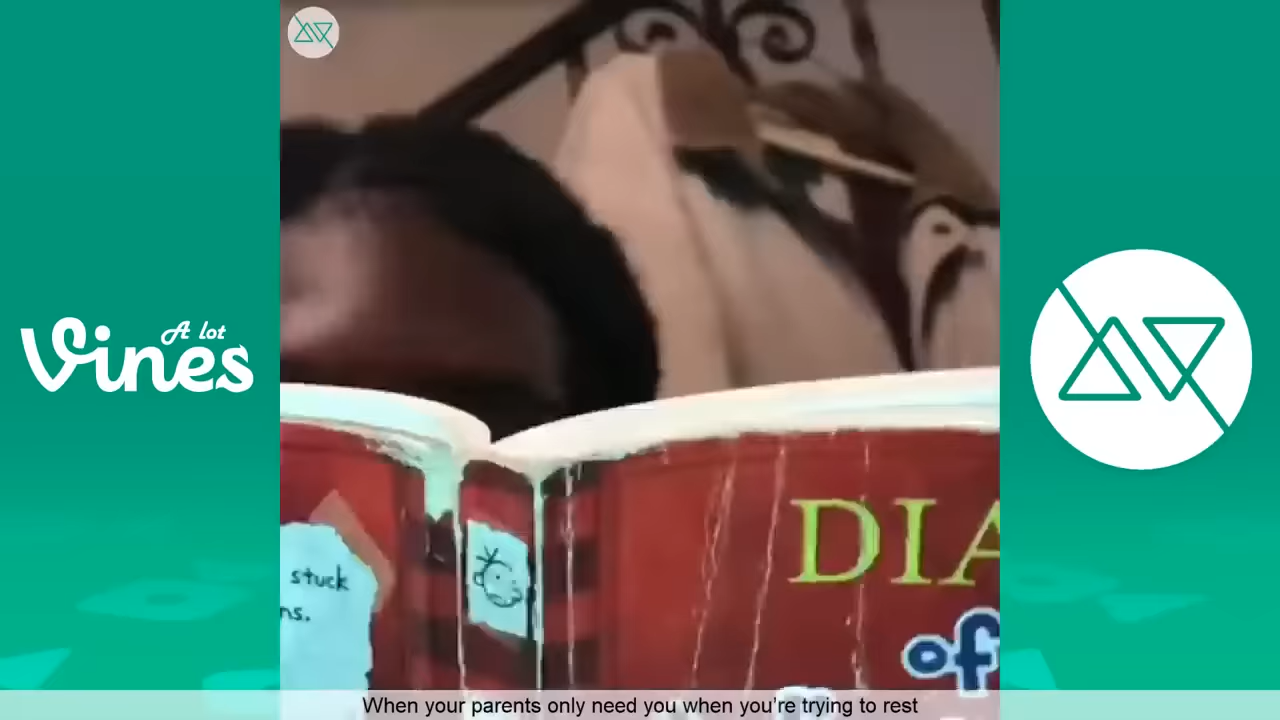 A lot
Vines
stuck
ns.
DIA
of
When your parents only need you when you're trying to rest